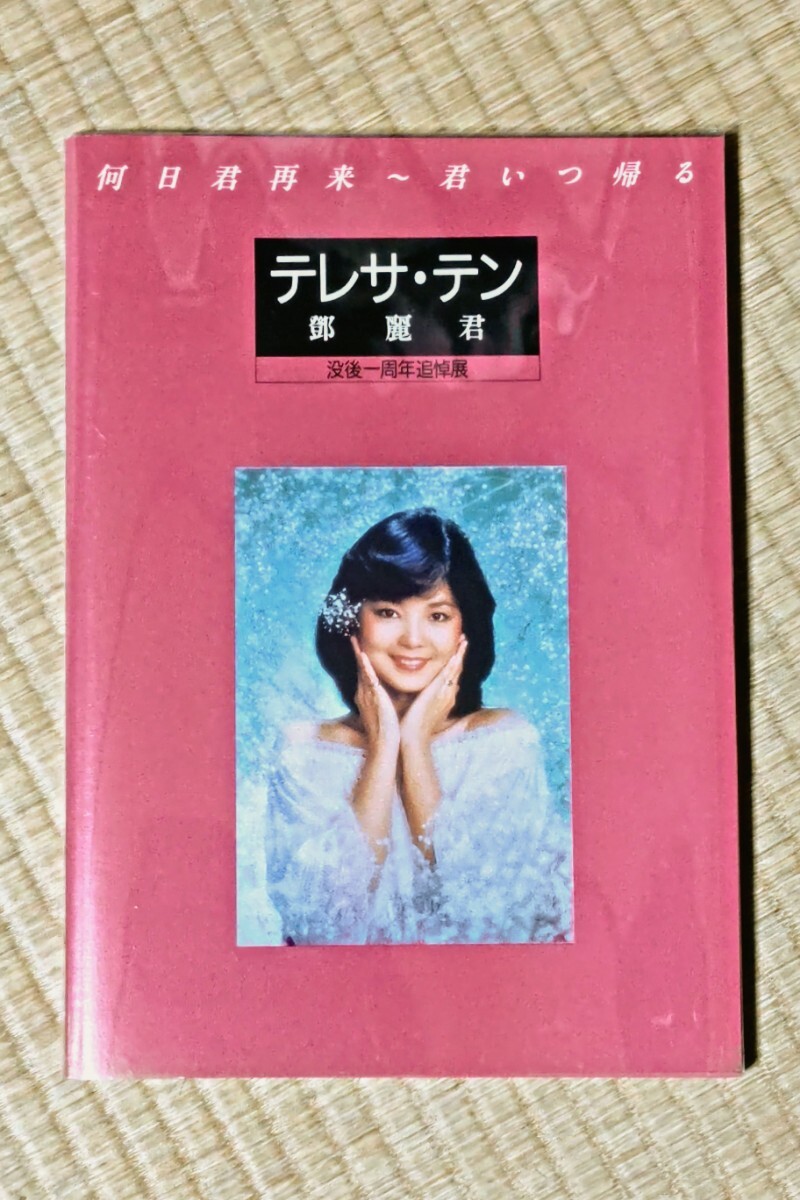 何日君再来～君いつ帰る
テレサ・テン
鄧麗君
没後一周年追悼展